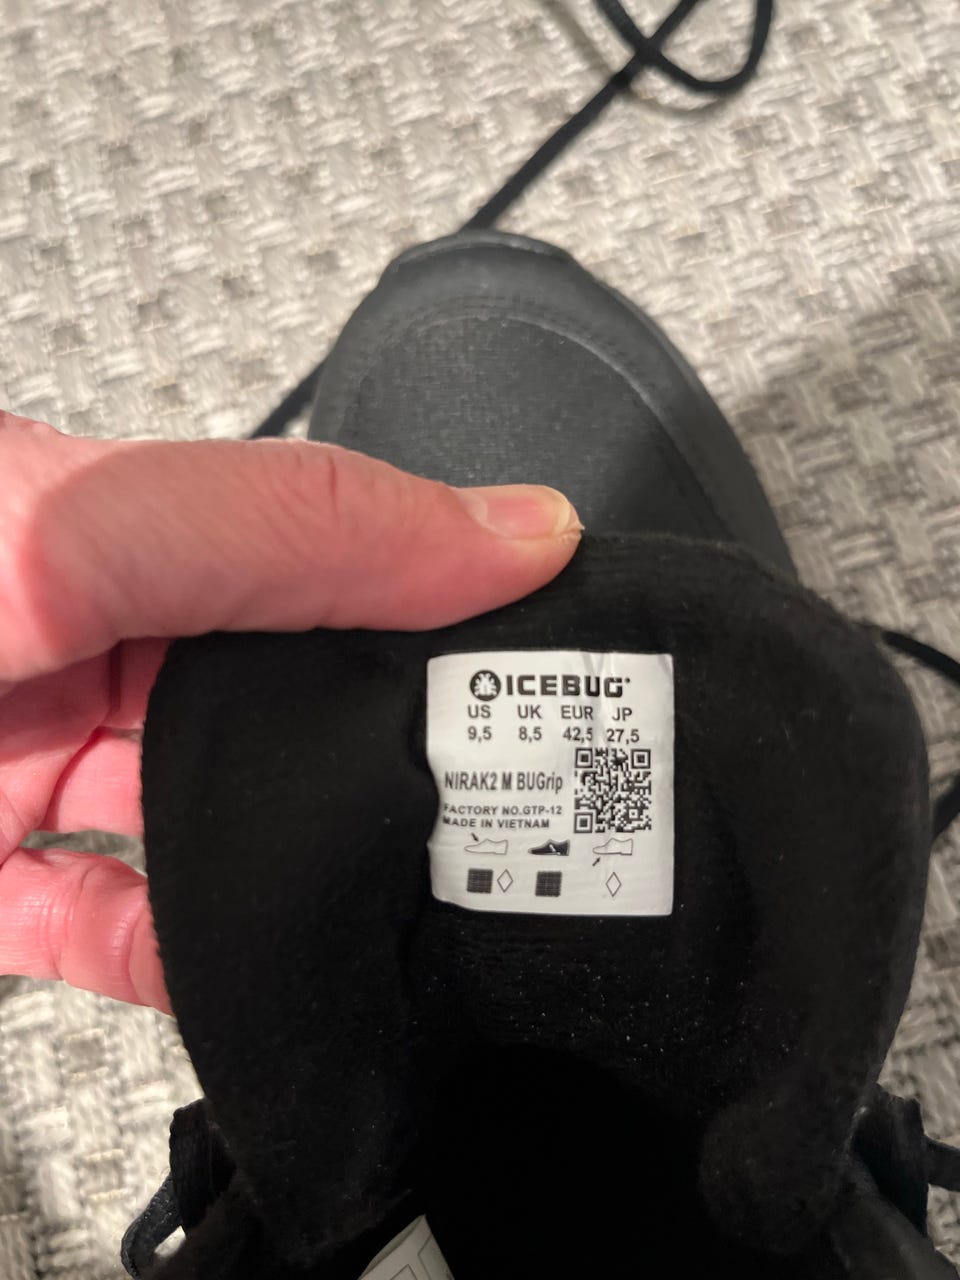 ICEBUG
US UK EUR JP
9,5 8,5 42,5 27,5
NIRAK2 M BUGrip
FACTORY NO.GTP-12
MADE IN VIETNAM